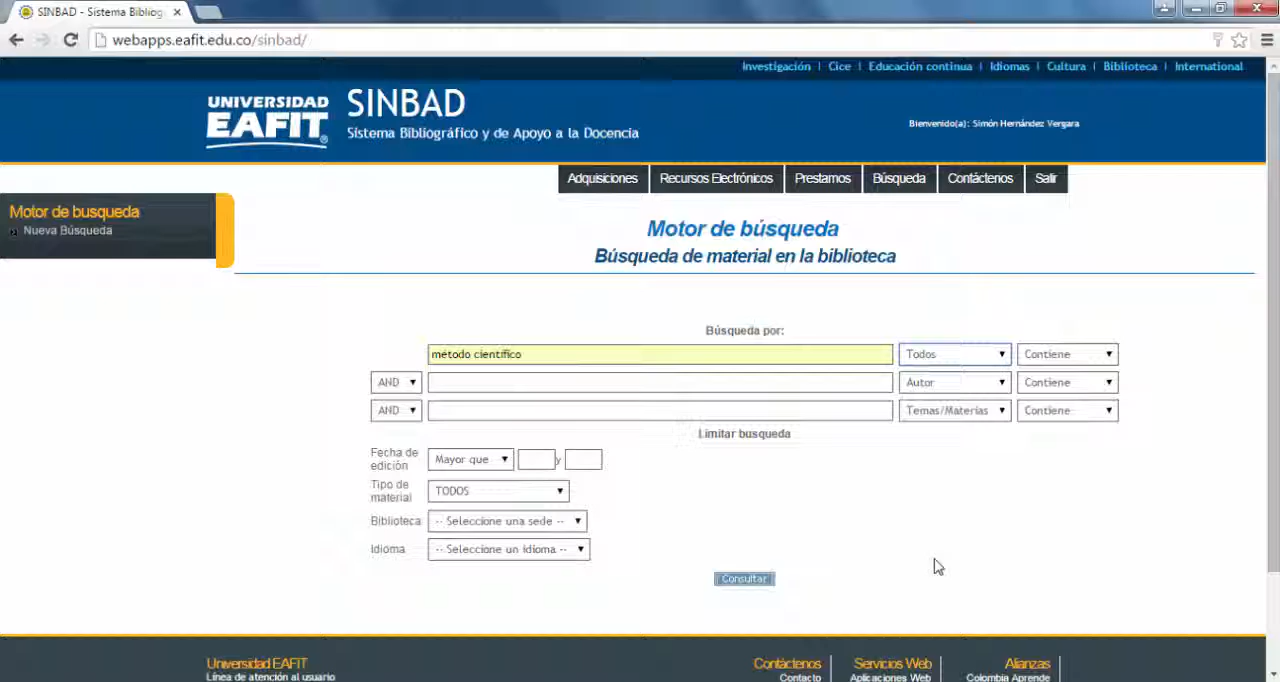 SINBAD - Sistema Bibliog
webapps.eafit.edu.co/sinbad/
Investigación | Cice | Educación continua | Idiomas | Cultura | Biblioteca | International
UNIVERSIDAD
EAFIT®
SINBAD
Sistema Bibliográfico y de Apoyo a la Docencia
Bienvenido(a): Simón Hernández Vergara
Adquisiciones Recursos Electrónicos Prestamos Búsqueda Contáctenos Salir
Motor de busqueda
Nueva Búsqueda
Motor de búsqueda
Búsqueda de material en la biblioteca
Búsqueda por:
método científico Todos Contiene
AND Autor Contiene
AND Temas/Materias Contiene
Limitar busqueda
Fecha de
edición Mayor que y
Tipo de
material TODOS
Biblioteca -- Seleccione una sede --
Idioma -- Seleccione un idioma --
Consultar
Universidad EAFIT Contáctenos Servicios Web Alianzas
Línea de atención al usuario Contacto Aplicaciones Web Colombia Aprende